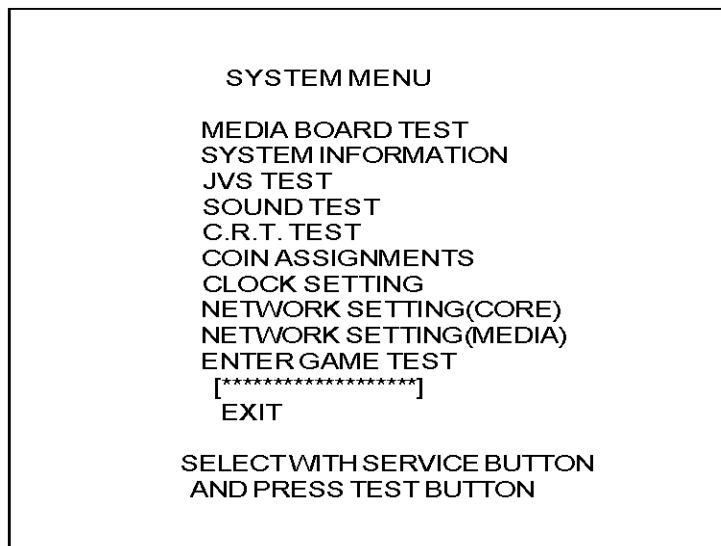 SYSTEM MENU
MEDIA BOARD TEST
SYSTEM INFORMATION
JVS TEST
SOUND TEST
C.R.T. TEST
COIN ASSIGNMENTS
CLOCK SETTING
NETWORK SETTING(CORE)
NETWORK SETTING(MEDIA)
ENTER GAME TEST
[*******************]
EXIT
SELECT WITH SERVICE BUTTON
AND PRESS TEST BUTTON